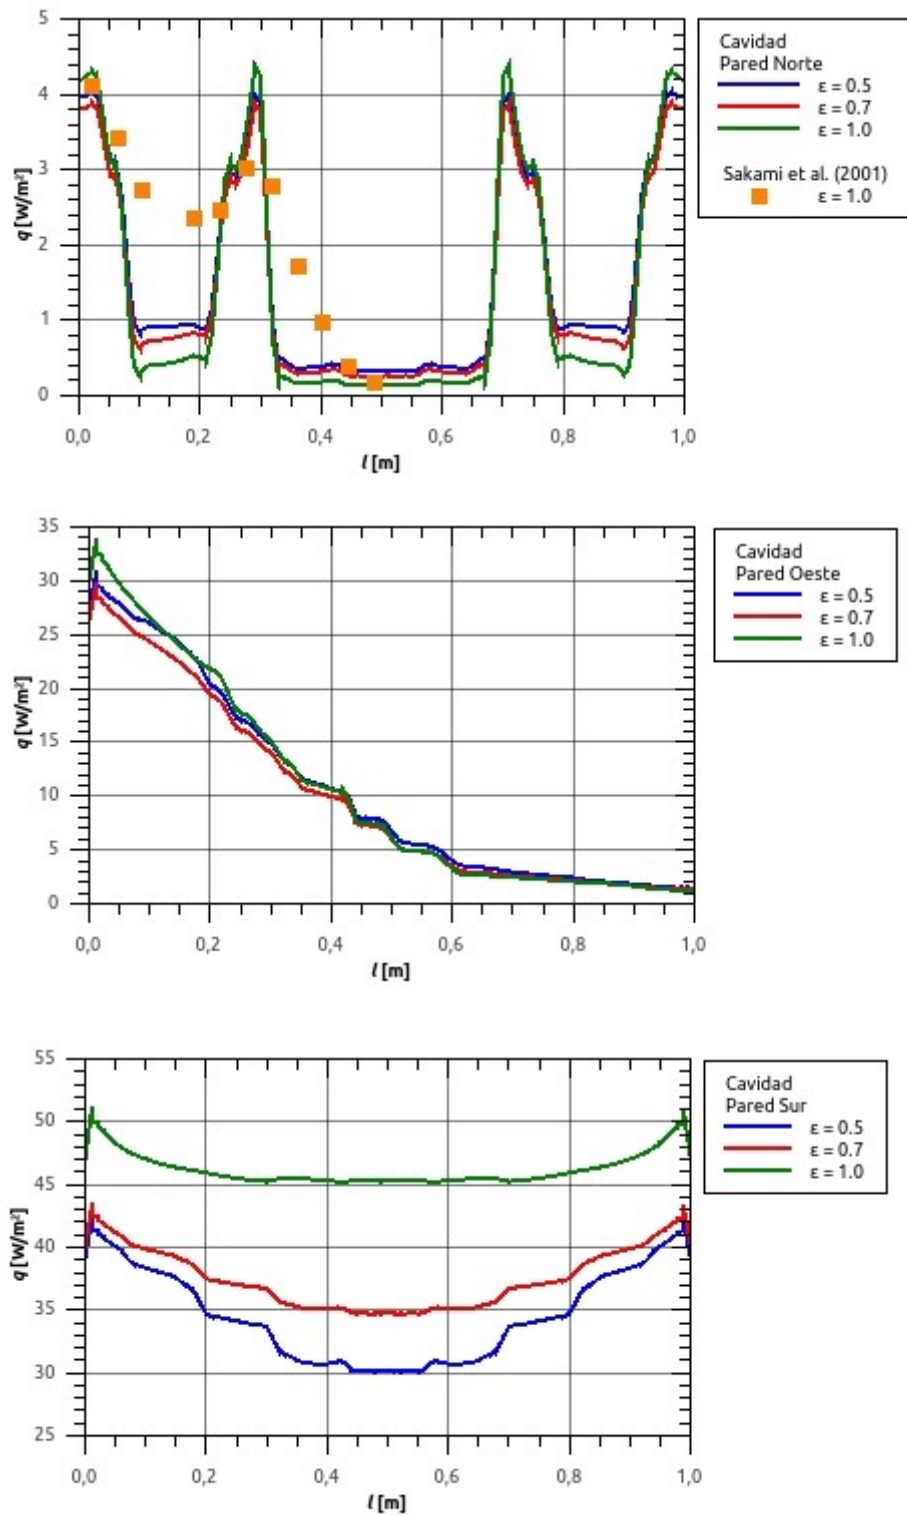 5
4
3
2
1
0
q [W/m²]
0,0 0,2 0,4 0,6 0,8 1,0
l [m]
Cavidad
Pared Norte
ε = 0.5
ε = 0.7
ε = 1.0
Sakami et al. (2001)
ε = 1.0
35
30
25
20
15
10
5
0
q [W/m²]
0,0 0,2 0,4 0,6 0,8 1,0
l [m]
Cavidad
Pared Oeste
ε = 0.5
ε = 0.7
ε = 1.0
55
50
45
40
35
30
25
q [W/m²]
0,0 0,2 0,4 0,6 0,8 1,0
l [m]
Cavidad
Pared Sur
ε = 0.5
ε = 0.7
ε = 1.0